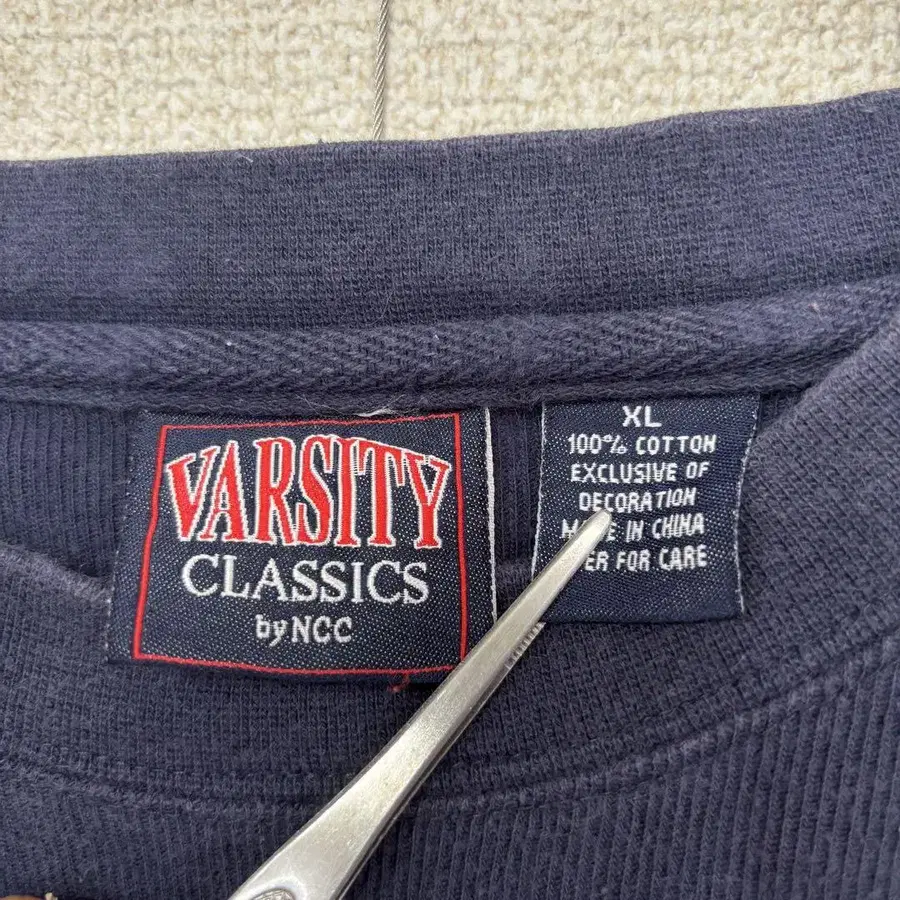 VARSITY
CLASSICS
by NCC
XL
100% COTTON
EXCLUSIVE OF
DECORATION
IN CHINA
FOR CARE